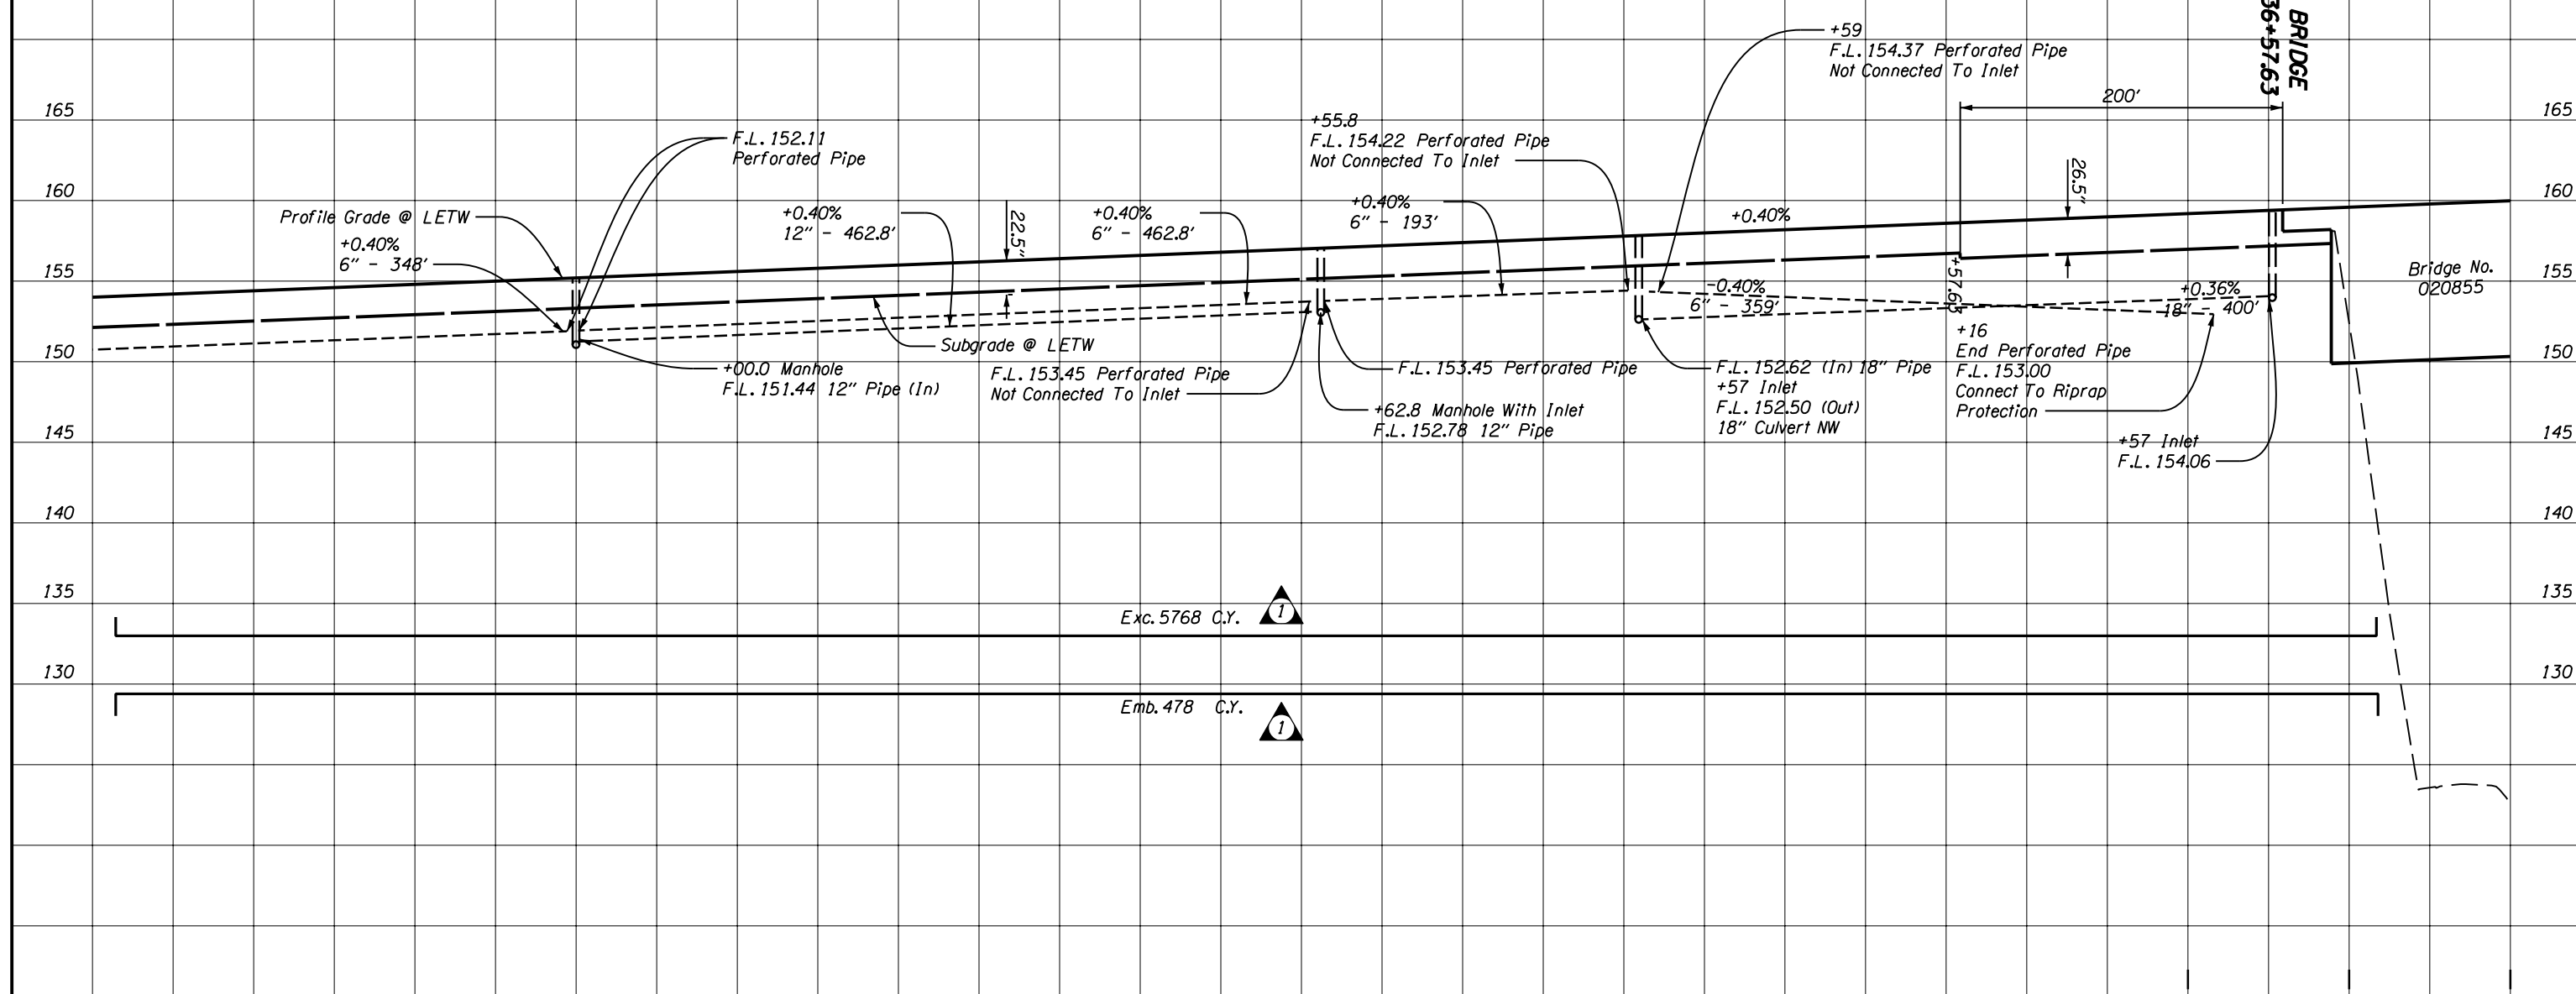 BRIDGE
36+57.63
+59
F.L. 154.37 Perforated Pipe
Not Connected To Inlet
200'
165
165
+55.8
F.L. 154.22 Perforated Pipe
Not Connected To Inlet
F.L. 152.11
Perforated Pipe
26.5"
160
160
Profile Grade @ LETW
+0.40%
6" - 348'
+0.40%
12" - 462.8'
22.5"
+0.40%
6" - 462.8'
+0.40%
6" - 193'
+0.40%
155
155
-0.40%
6" 359'
+57.63
+0.36%
18" - 400'
Bridge No.
020855
Subgrade @ LETW
150
150
+00.0 Manhole
F.L. 151.44 12" Pipe (In)
F.L. 153.45 Perforated Pipe
Not Connected To Inlet
F.L. 153.45 Perforated Pipe
+62.8 Manhole With Inlet
F.L. 152.78 12" Pipe
F.L. 152.62 (In) 18" Pipe
+57 Inlet
F.L. 152.50 (Out)
18" Culvert NW
+16
End Perforated Pipe
F.L. 153.00
Connect To Riprap
Protection
+57 Inlet
F.L. 154.06
145
145
140
140
135
135
Exc. 5768 C.Y.
1
130
130
Emb. 478 C.Y.
1